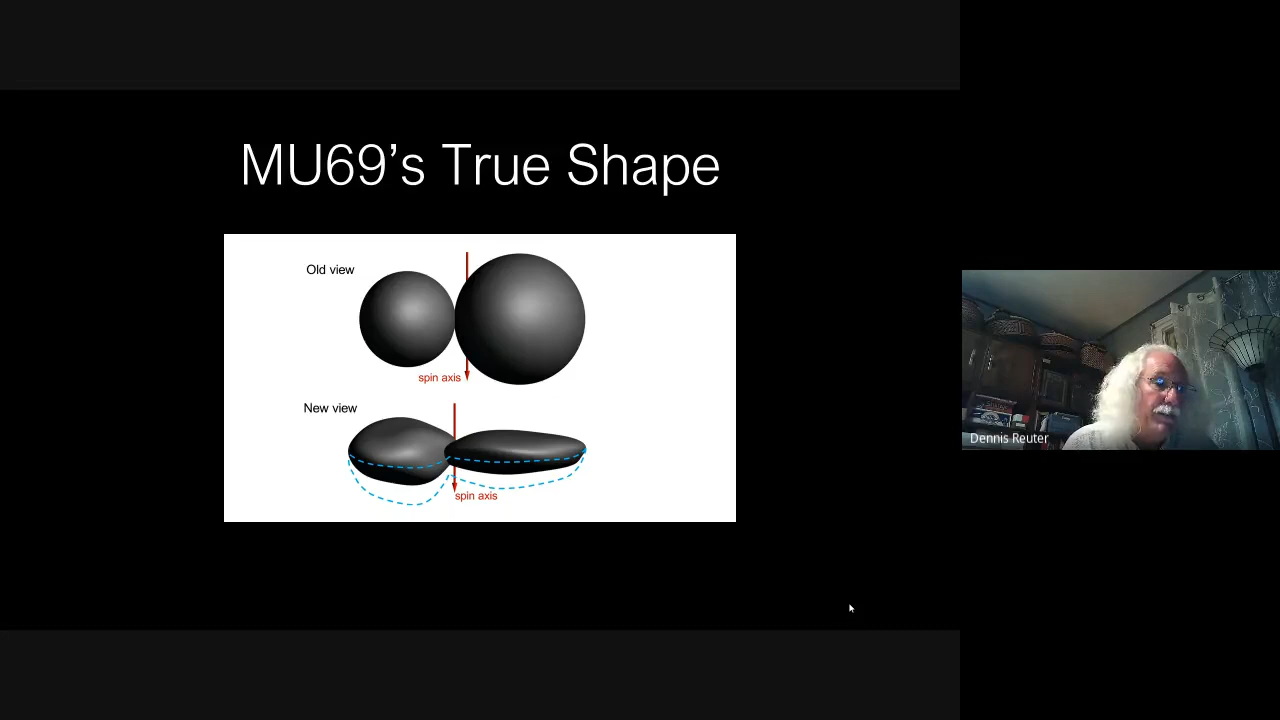 MU69’s True Shape
Old view
spin axis
New view
spin axis
Dennis Reuter